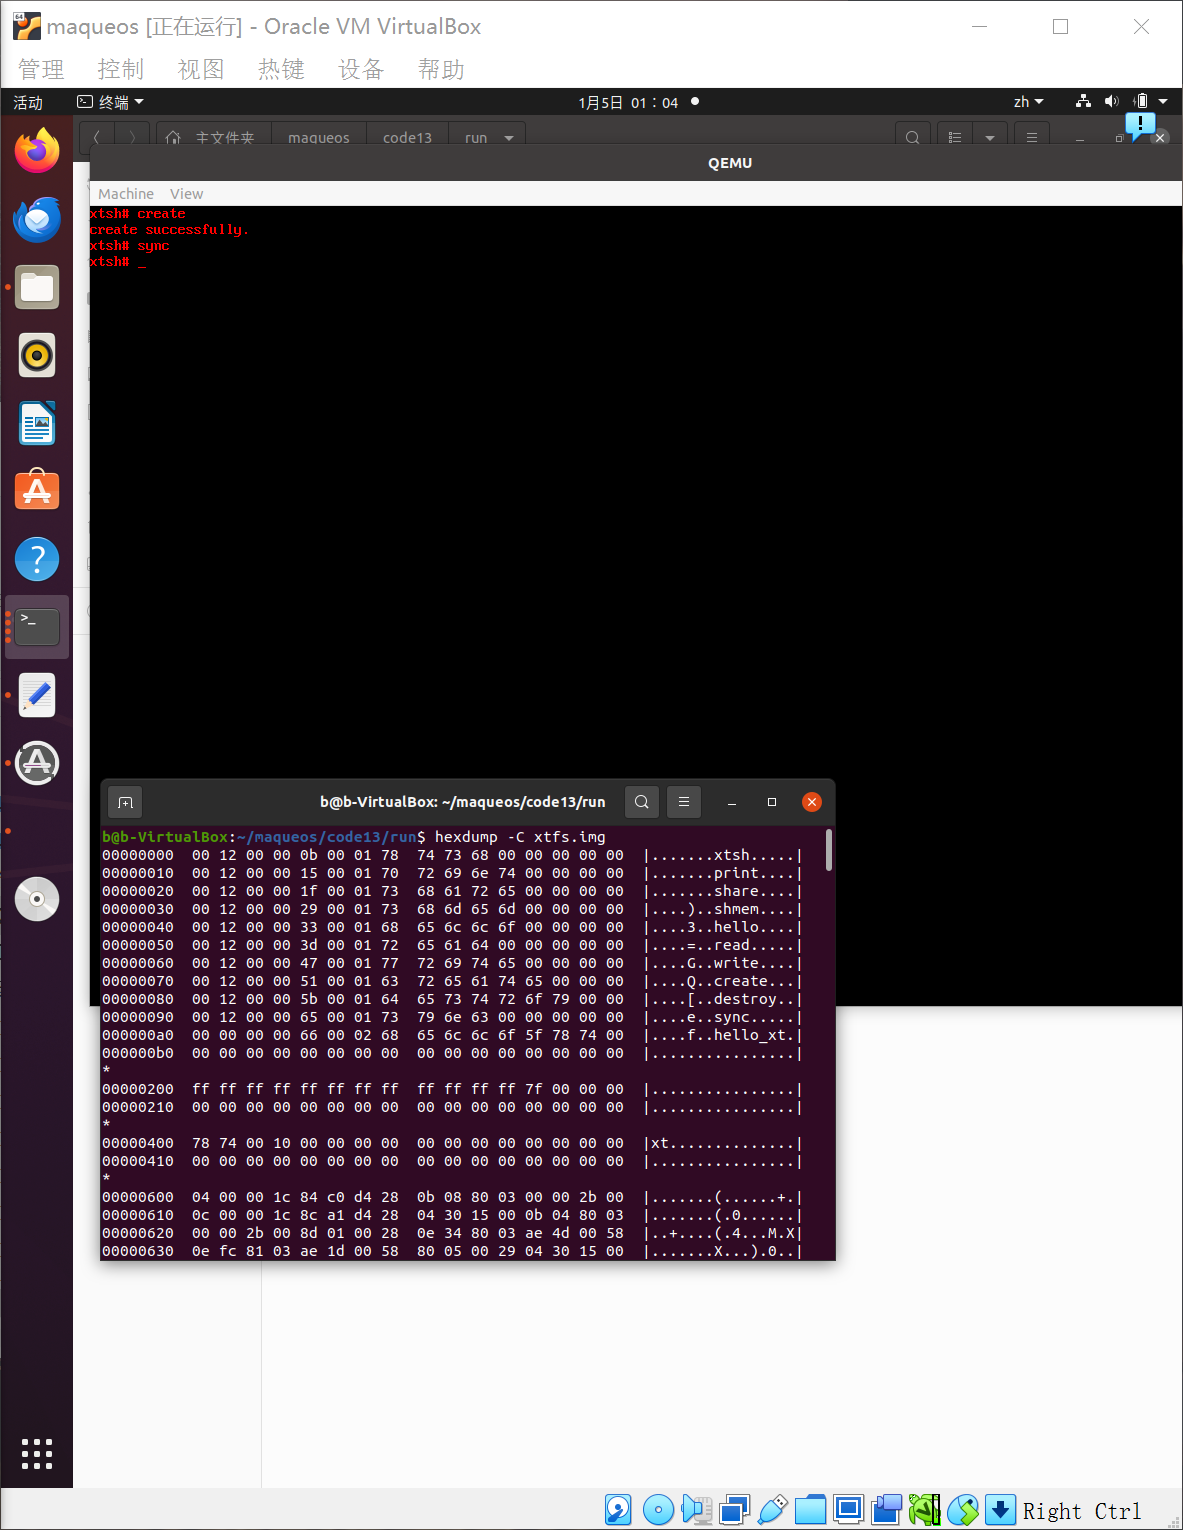 maqueos [正在运行] - Oracle VM VirtualBox
管理 控制 视图 热键 设备 帮助
活动 终端 1月5日 01：04 zh
主文件夹 maqueos code13 run
QEMU
Machine View
xtsh# create
create successfully.
xtsh# sync
xtsh# _
b@b-VirtualBox: ~/maqueos/code13/run
b@b-VirtualBox:~/maqueos/code13/run$ hexdump -C xtfs.img
00000000  00 12 00 00 0b 00 01 78  74 73 68 00 00 00 00 00  |.......xtsh.....|
00000010  00 12 00 00 15 00 01 70  72 69 6e 74 00 00 00 00  |.......print....|
00000020  00 12 00 00 1f 00 01 73  68 61 72 65 00 00 00 00  |.......share....|
00000030  00 12 00 00 29 00 01 73  68 6d 65 6d 00 00 00 00  |....)..shmem....|
00000040  00 12 00 00 33 00 01 68  65 6c 6c 6f 00 00 00 00  |....3..hello....|
00000050  00 12 00 00 3d 00 01 72  65 61 64 00 00 00 00 00  |....=..read.....|
00000060  00 12 00 00 47 00 01 77  72 69 74 65 00 00 00 00  |....G..write....|
00000070  00 12 00 00 51 00 01 63  72 65 61 74 65 00 00 00  |....Q..create...|
00000080  00 12 00 00 5b 00 01 64  65 73 74 72 6f 79 00 00  |....[..destroy..|
00000090  00 12 00 00 65 00 01 73  79 6e 63 00 00 00 00 00  |....e..sync.....|
000000a0  00 00 00 00 66 00 02 68  65 6c 6c 6f 5f 78 74 00  |....f..hello_xt.|
000000b0  00 00 00 00 00 00 00 00  00 00 00 00 00 00 00 00  |................|
*
00000200  ff ff ff ff ff ff ff ff  ff ff ff ff 7f 00 00 00  |................|
00000210  00 00 00 00 00 00 00 00  00 00 00 00 00 00 00 00  |................|
*
00000400  78 74 00 10 00 00 00 00  00 00 00 00 00 00 00 00  |xt..............|
00000410  00 00 00 00 00 00 00 00  00 00 00 00 00 00 00 00  |................|
*
00000600  04 00 00 1c 84 c0 d4 28  0b 08 80 03 00 00 2b 00  |.......(......+.|
00000610  0c 00 00 1c 8c a1 d4 28  04 30 15 00 0b 04 80 03  |.......(.0......|
00000620  00 00 2b 00 8d 01 00 28  0e 34 80 03 ae 4d 00 58  |..+....(.4...M.X|
00000630  0e fc 81 03 ae 1d 00 58  80 05 00 29 04 30 15 00  |.......X...).0..|
Right Ctrl